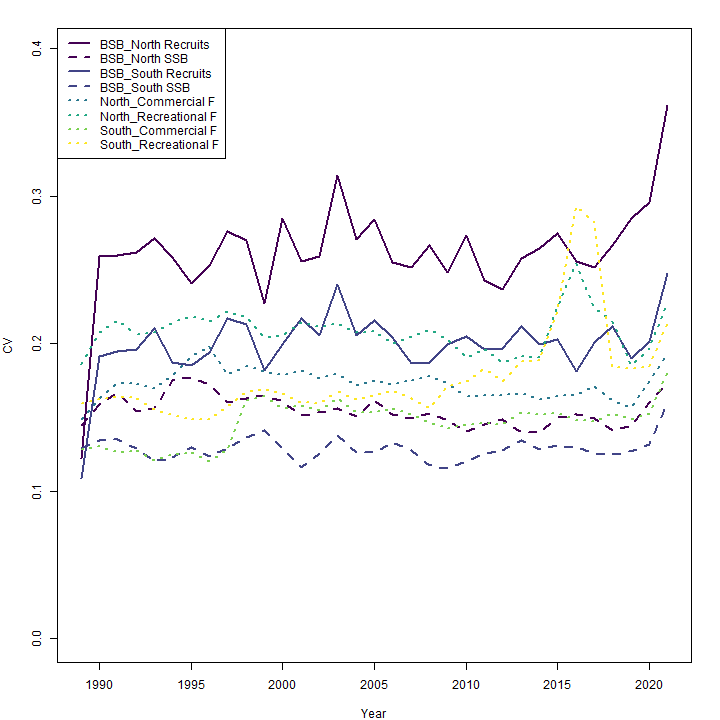 BSB_North Recruits
BSB_North SSB
BSB_South Recruits
BSB_South SSB
North_Commercial F
North_Recreational F
South_Commercial F
South_Recreational F
0.4
0.3
0.2
0.1
0.0
CV
1990 1995 2000 2005 2010 2015 2020
Year